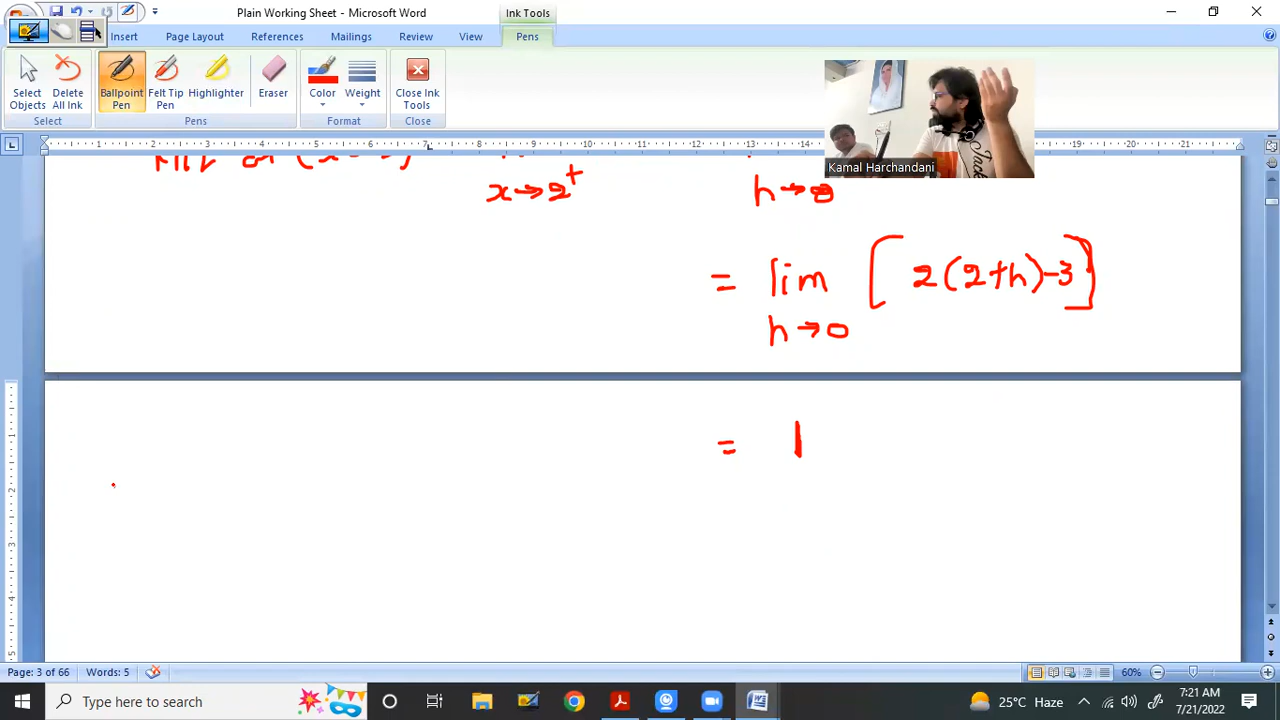 Plain Working Sheet - Microsoft Word
Ink Tools
Insert Page Layout References Mailings Review View Pens
Select Objects
Delete All Ink
Ballpoint Pen
Felt Tip Pen
Highlighter
Eraser
Color
Weight
Close Ink Tools
Select Pens Format Close
Kamal Harchandani
x→2⁺ h→0
= lim [ 2(2+h)-3 ]
h→0
= 1
Page: 3 of 66 Words: 5 60%
Type here to search
25°C Haze
7:21 AM
7/21/2022